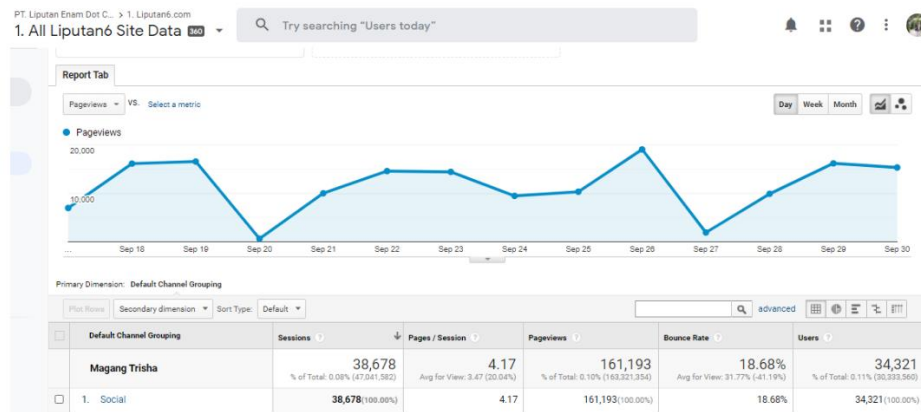 PT. Liputan Enam Dot C... > 1. Liputan6.com
1. All Liputan6 Site Data 360
Try searching "Users today"
Report Tab
Pageviews VS. Select a metric
Day Week Month
Pageviews
20.000
10.000
... Sep 18 Sep 19 Sep 20 Sep 21 Sep 22 Sep 23 Sep 24 Sep 25 Sep 26 Sep 27 Sep 28 Sep 29 Sep 30
Primary Dimension: Default Channel Grouping
Plot Rows Secondary dimension Sort Type: Default advanced
Default Channel Grouping Sessions ? Pages / Session ? Pageviews ? Bounce Rate ? Users ?
Magang Trisha 38,678 4.17 161,193 18.68% 34,321
% of Total: 0.08% (47,041,582) Avg for View: 3.47 (20.04%) % of Total: 0.10% (163,321,354) Avg for View: 31.77% (-41.19%) % of Total: 0.11% (30,333,560)
1. Social 38,678(100.00%) 4.17 161,193(100.00%) 18.68% 34,321(100.00%)